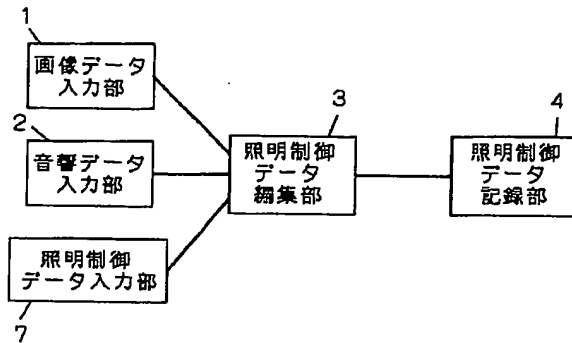 1
画像データ
入力部
2
音響データ
入力部
3
照明制御
データ
編集部
4
照明制御
データ
記録部
照明制御
データ入力部
7